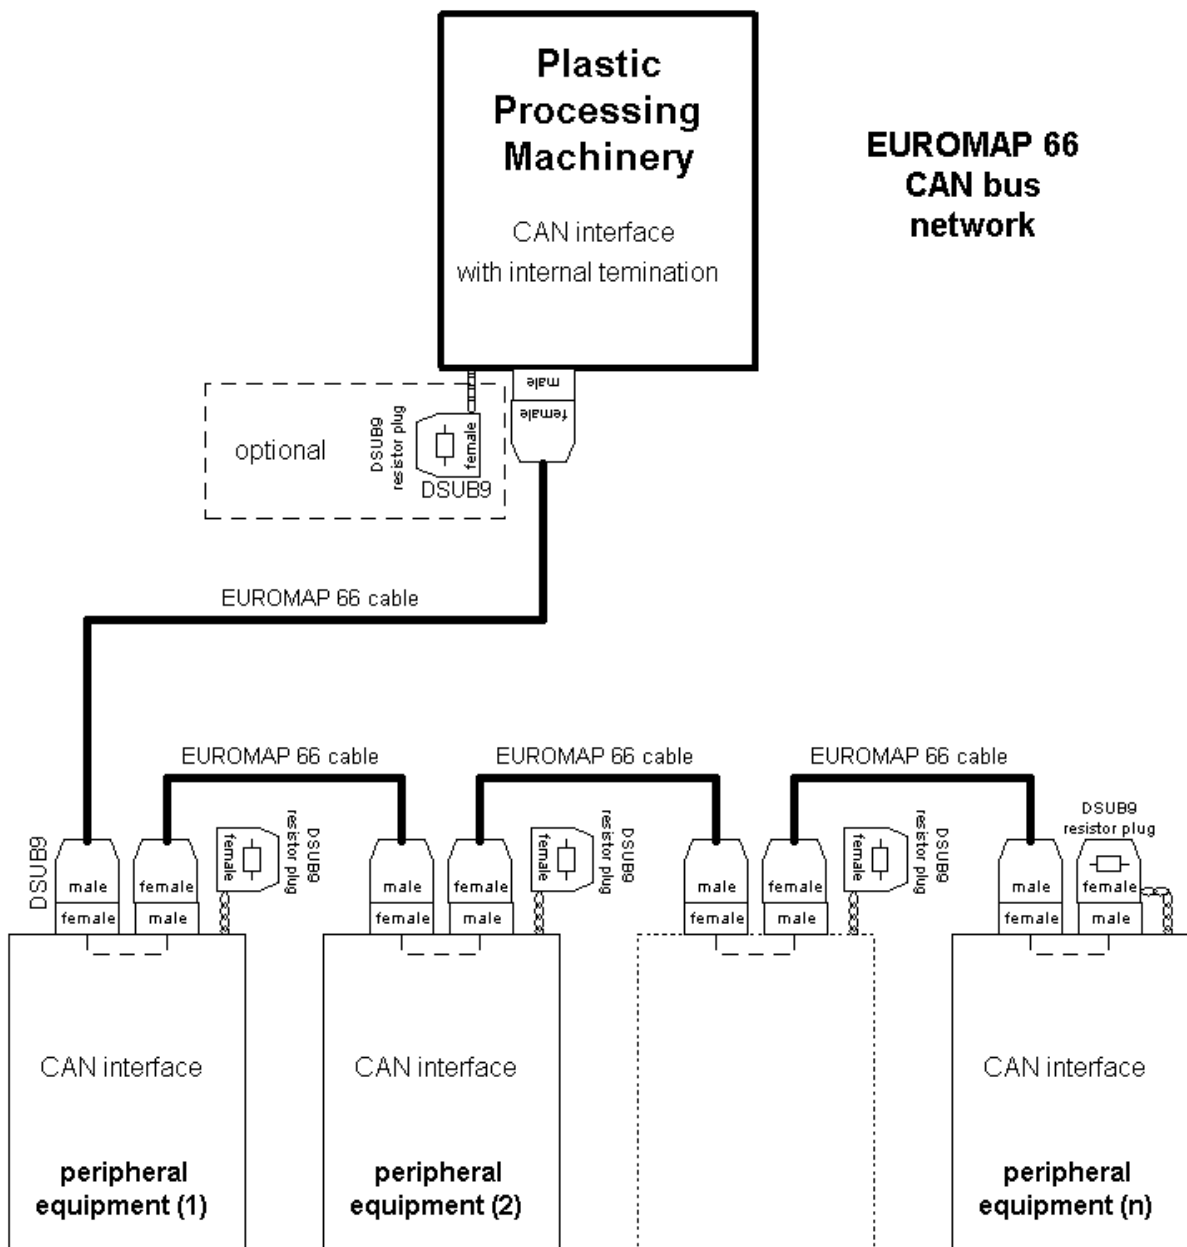 Plastic
Processing
Machinery
CAN interface
with internal temination
EUROMAP 66
CAN bus
network
male
female
optional
DSUB9
resistor plug
female
DSUB9
EUROMAP 66 cable
EUROMAP 66 cable
EUROMAP 66 cable
EUROMAP 66 cable
DSUB9
male
female
female
male
female
DSUB9
resistor plug
male
female
female
male
female
DSUB9
resistor plug
male
female
female
male
female
DSUB9
resistor plug
male
female
DSUB9
resistor plug
female
male
CAN interface
CAN interface
CAN interface
peripheral
equipment (1)
peripheral
equipment (2)
peripheral
equipment (n)